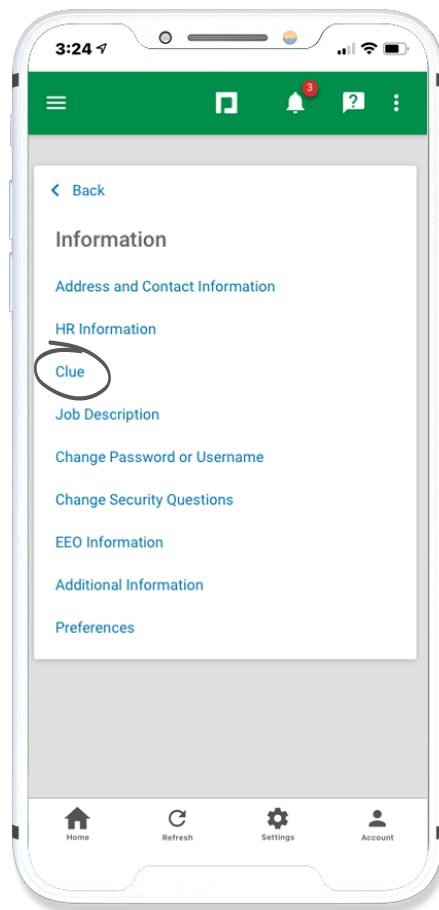 3:24
3
?
Back
Information
Address and Contact Information
HR Information
Clue
Job Description
Change Password or Username
Change Security Questions
EEO Information
Additional Information
Preferences
Home Refresh Settings Account